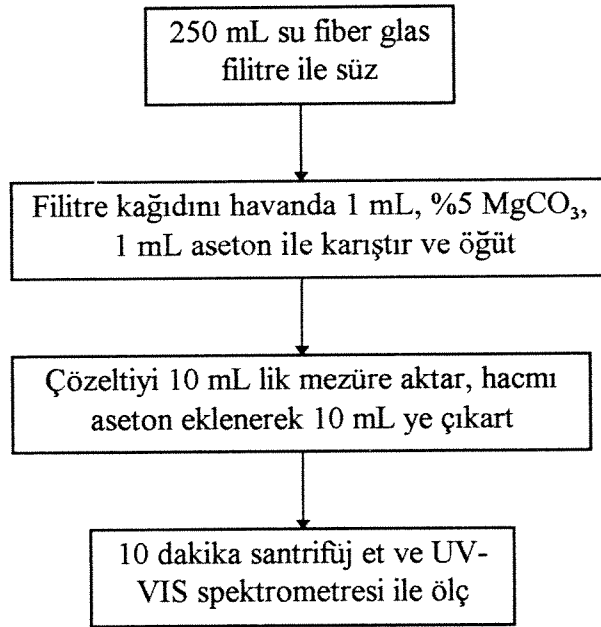 250 mL su fiber glas
filitre ile süz
Filitre kağıdını havanda 1 mL, %5 MgCO₃,
1 mL aseton ile karıştır ve öğüt
Çözeltiyi 10 mL lik mezüre aktar, hacmı
aseton eklenerek 10 mL ye çıkart
10 dakika santrifüj et ve UV-
VIS spektrometresi ile ölç